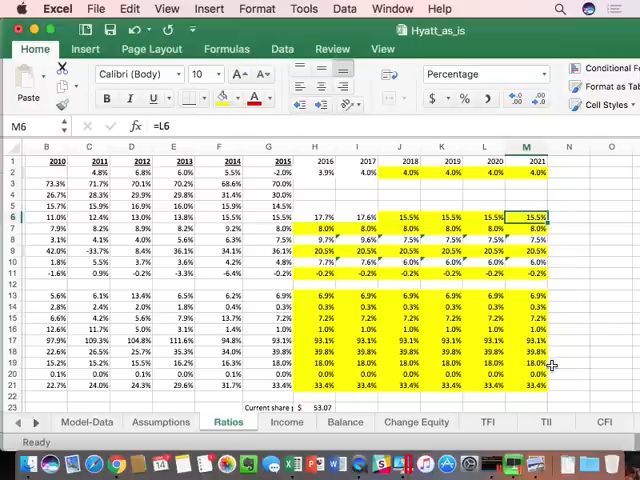 Excel File Edit View Insert Format Tools Data Window Help
Hyatt_as_is
Home Insert Page Layout Formulas Data Review View
Paste
Calibri (Body) 10 A A
B I U
Percentage
$ % ,
Conditional Fo
Format as Tab
Cell Styles
M6 fx =L6
B C D E F G H I J K L M N O
1 2010 2011 2012 2013 2014 2015 2016 2017 2018 2019 2020 2021
2 4.8% 6.8% 6.0% 5.5% -2.0% 3.9% 4.0% 4.0% 4.0% 4.0% 4.0%
3 73.3% 71.7% 70.1% 70.2% 68.6% 70.0%
4 26.7% 28.3% 29.9% 29.8% 31.4% 30.0%
5 15.7% 15.9% 16.9% 15.9% 15.9% 14.5%
6 11.0% 12.4% 13.0% 13.8% 15.5% 15.5% 17.7% 17.6% 15.5% 15.5% 15.5% 15.5%
7 7.9% 8.2% 8.9% 8.2% 9.2% 8.0% 8.0% 8.0% 8.0% 8.0% 8.0% 8.0%
8 3.1% 4.1% 4.0% 5.6% 6.3% 7.5% 9.7% 9.6% 7.5% 7.5% 7.5% 7.5%
9 42.0% -33.7% 8.4% 36.1% 34.1% 36.1% 20.5% 20.5% 20.5% 20.5% 20.5% 20.5%
10 1.8% 5.5% 3.7% 3.6% 4.2% 4.8% 7.7% 7.6% 6.0% 6.0% 6.0% 6.0%
11 -1.6% 0.9% -0.2% -3.3% -6.4% -0.2% -0.2% -0.2% -0.2% -0.2% -0.2% -0.2%
13 5.6% 6.1% 13.4% 6.5% 6.2% 6.9% 6.9% 6.9% 6.9% 6.9% 6.9% 6.9%
14 2.8% 2.4% 2.0% 1.8% 0.4% 0.3% 0.3% 0.3% 0.3% 0.3% 0.3% 0.3%
15 6.6% 4.2% 5.6% 7.9% 13.7% 7.2% 7.2% 7.2% 7.2% 7.2% 7.2% 7.2%
16 12.6% 11.7% 5.0% 3.1% 1.4% 1.0% 1.0% 1.0% 1.0% 1.0% 1.0% 1.0%
17 97.9% 109.3% 104.8% 111.6% 94.8% 93.1% 93.1% 93.1% 93.1% 93.1% 93.1% 93.1%
18 22.6% 26.5% 25.7% 35.3% 34.0% 39.8% 39.8% 39.8% 39.8% 39.8% 39.8% 39.8%
19 15.2% 15.2% 15.5% 16.2% 16.3% 18.0% 18.0% 18.0% 18.0% 18.0% 18.0% 18.0%
20 0.1% 0.1% 0.1% 0.0% 0.0% 0.0% 0.0% 0.0% 0.0% 0.0% 0.0% 0.0%
21 22.7% 24.0% 24.3% 29.6% 31.7% 33.4% 33.4% 33.4% 33.4% 33.4% 33.4% 33.4%
23 Current share $ 53.07
Model-Data Assumptions Ratios Income Balance Change Equity TFI TII CFI
Ready